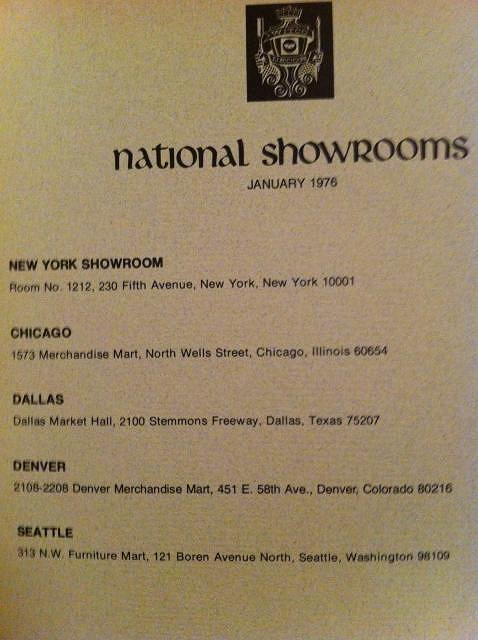 national showrooms
JANUARY 1976
NEW YORK SHOWROOM
Room No. 1212, 230 Fifth Avenue, New York, New York 10001
CHICAGO
1573 Merchandise Mart, North Wells Street, Chicago, Illinois 60654
DALLAS
Dallas Market Hall, 2100 Stemmons Freeway, Dallas, Texas 75207
DENVER
2108-2208 Denver Merchandise Mart, 451 E. 58th Ave., Denver, Colorado 80216
SEATTLE
313 N.W. Furniture Mart, 121 Boren Avenue North, Seattle, Washington 98109